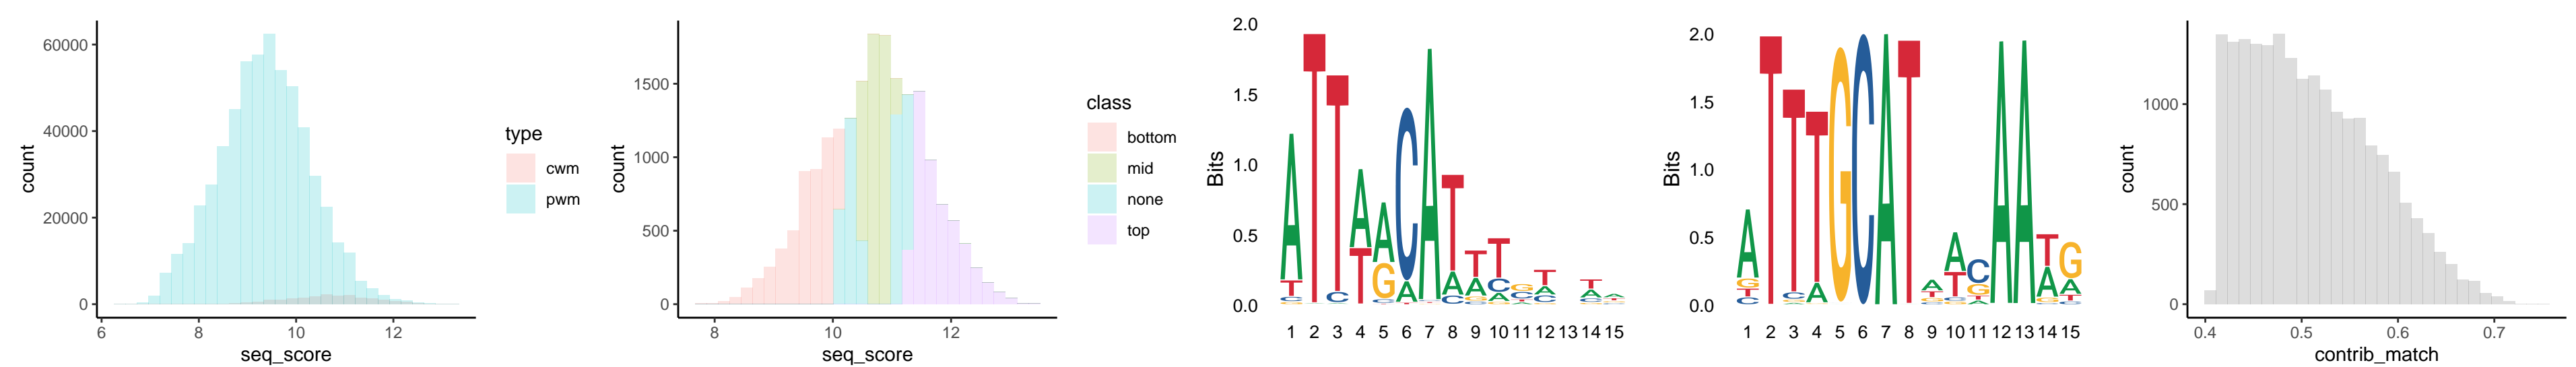 60000
40000
20000
0
count
6 8 10 12
seq_score
type
cwm
pwm
1500
1000
500
0
count
8 10 12
seq_score
class
bottom
mid
none
top
2.0
1.5
1.0
0.5
0.0
Bits
1 2 3 4 5 6 7 8 9 10 11 12 13 14 15
2.0
1.5
1.0
0.5
0.0
Bits
1 2 3 4 5 6 7 8 9 10 11 12 13 14 15
1000
500
0
count
0.4 0.5 0.6 0.7
contrib_match